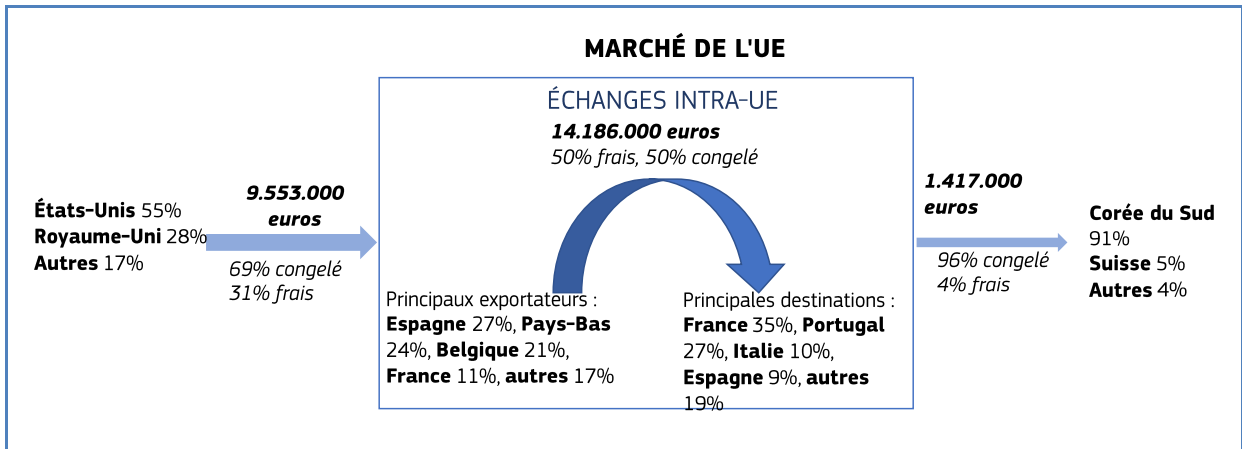 MARCHÉ DE L'UE
ÉCHANGES INTRA-UE
14.186.000 euros
50% frais, 50% congelé
États-Unis 55%
Royaume-Uni 28%
Autres 17%
9.553.000
euros
69% congelé
31% frais
Principaux exportateurs :
Espagne 27%, Pays-Bas
24%, Belgique 21%,
France 11%, autres 17%
Principales destinations :
France 35%, Portugal
27%, Italie 10%,
Espagne 9%, autres
19%
1.417.000
euros
96% congelé
4% frais
Corée du Sud
91%
Suisse 5%
Autres 4%